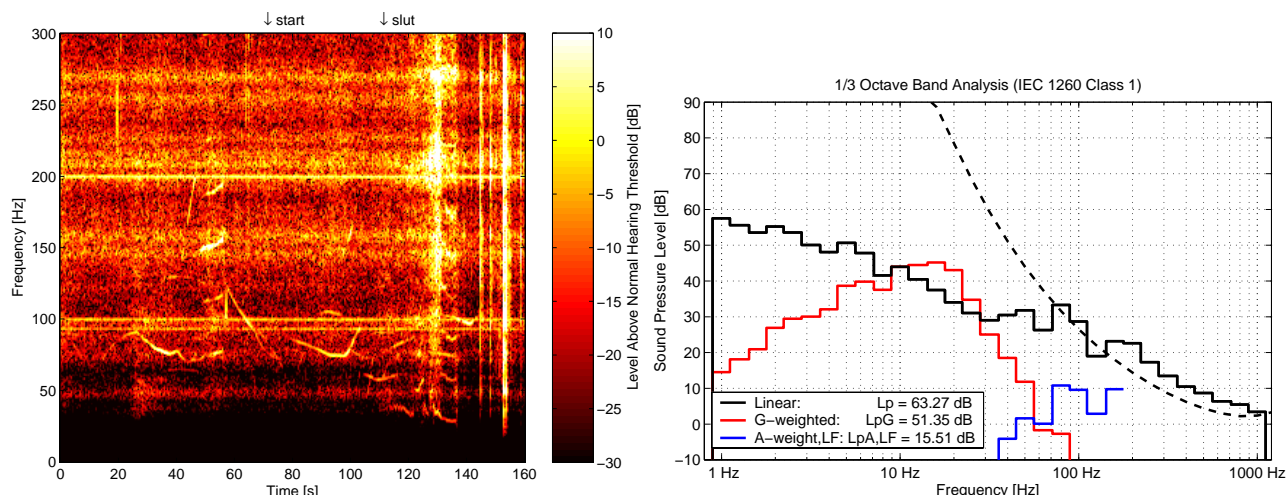 ↓ start ↓ slut
300
250
200
150
100
50
0
Frequency [Hz]
0 20 40 60 80 100 120 140 160
Time [s]
10
5
0
−5
−10
−15
−20
−25
−30
Level Above Normal Hearing Threshold [dB]
1/3 Octave Band Analysis (IEC 1260 Class 1)
90
80
70
60
50
40
30
20
10
0
−10
Sound Pressure Level [dB]
Linear: Lp = 63.27 dB
G−weighted: LpG = 51.35 dB
A−weight,LF: LpA,LF = 15.51 dB
1 Hz 10 Hz 100 Hz 1000 Hz
Frequency [Hz]